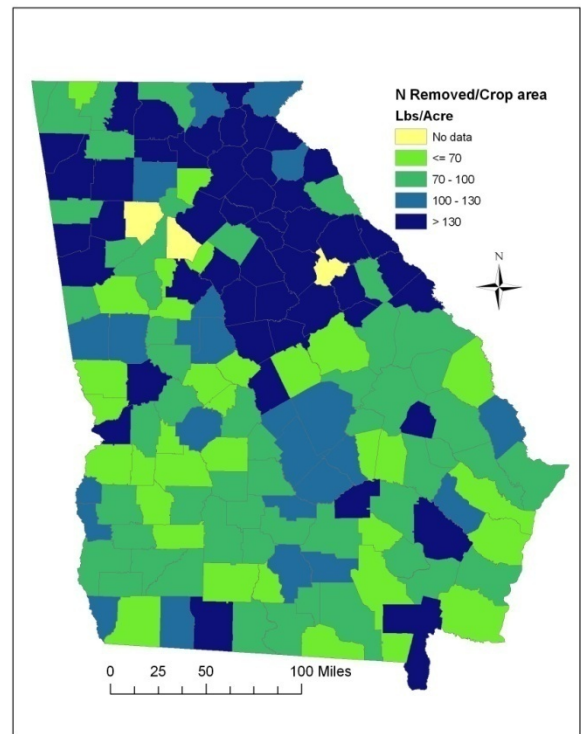 N Removed/Crop area
Lbs/Acre
No data
<= 70
70 - 100
100 - 130
> 130
N
0 25 50 100 Miles